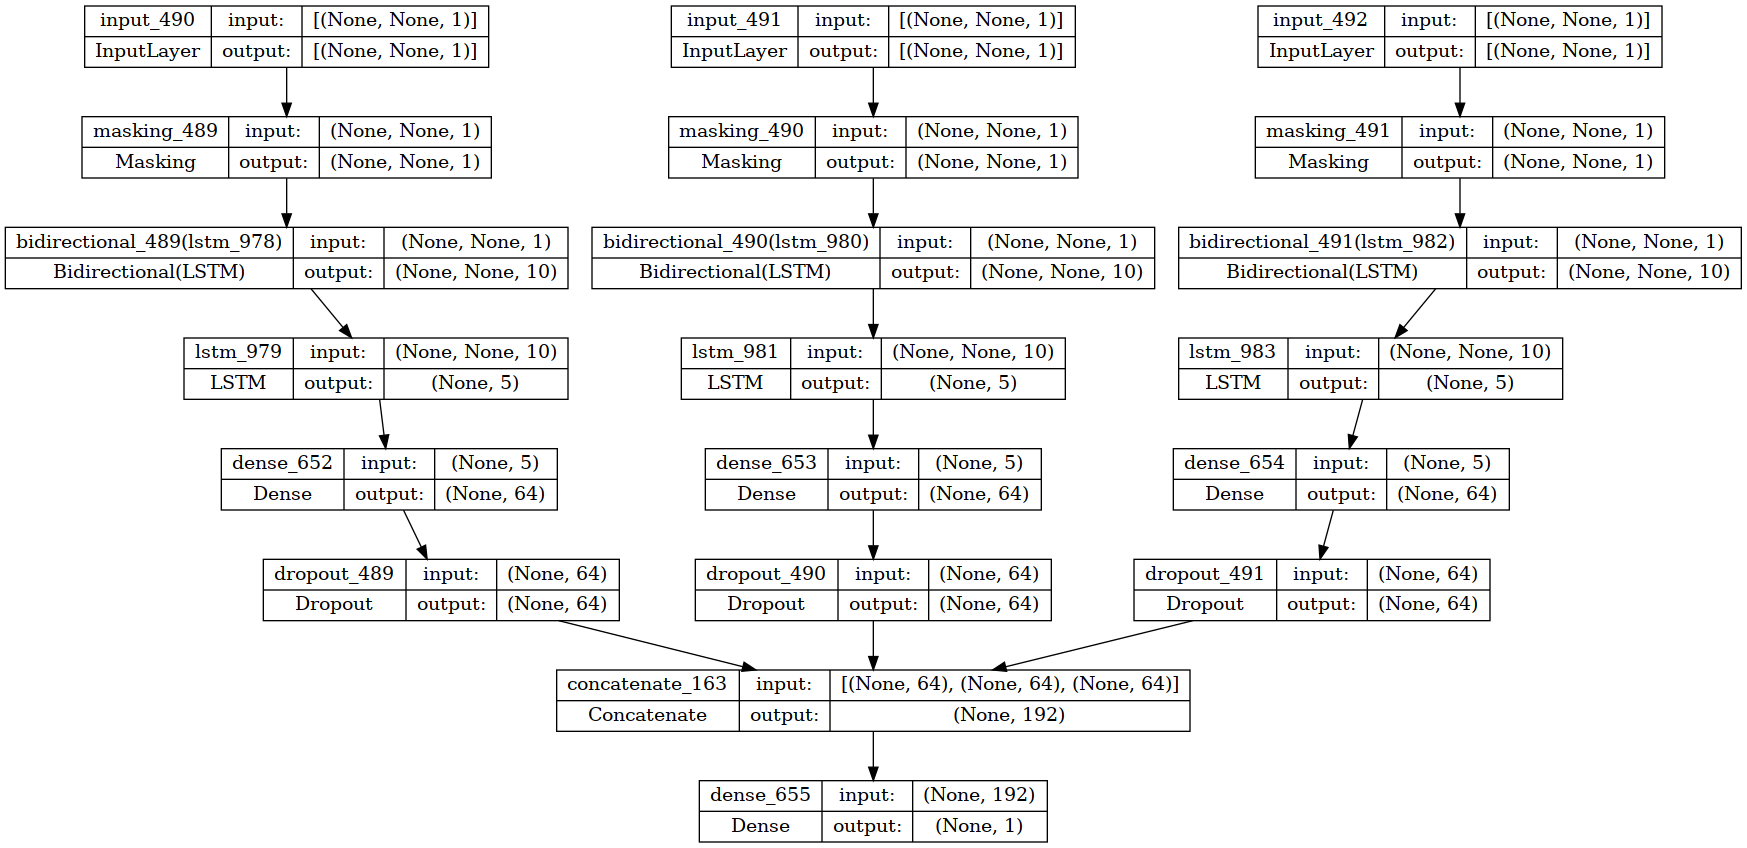 input_490 input: [(None, None, 1)] input_491 input: [(None, None, 1)] input_492 input: [(None, None, 1)]
InputLayer output: [(None, None, 1)] InputLayer output: [(None, None, 1)] InputLayer output: [(None, None, 1)]
masking_489 input: (None, None, 1) masking_490 input: (None, None, 1) masking_491 input: (None, None, 1)
Masking output: (None, None, 1) Masking output: (None, None, 1) Masking output: (None, None, 1)
bidirectional_489(lstm_978) input: (None, None, 1) bidirectional_490(lstm_980) input: (None, None, 1) bidirectional_491(lstm_982) input: (None, None, 1)
Bidirectional(LSTM) output: (None, None, 10) Bidirectional(LSTM) output: (None, None, 10) Bidirectional(LSTM) output: (None, None, 10)
lstm_979 input: (None, None, 10) lstm_981 input: (None, None, 10) lstm_983 input: (None, None, 10)
LSTM output: (None, 5) LSTM output: (None, 5) LSTM output: (None, 5)
dense_652 input: (None, 5) dense_653 input: (None, 5) dense_654 input: (None, 5)
Dense output: (None, 64) Dense output: (None, 64) Dense output: (None, 64)
dropout_489 input: (None, 64) dropout_490 input: (None, 64) dropout_491 input: (None, 64)
Dropout output: (None, 64) Dropout output: (None, 64) Dropout output: (None, 64)
concatenate_163 input: [(None, 64), (None, 64), (None, 64)]
Concatenate output: (None, 192)
dense_655 input: (None, 192)
Dense output: (None, 1)